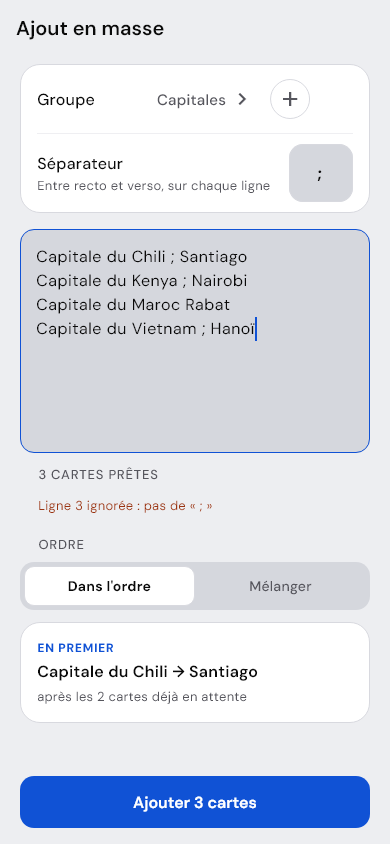 Ajout en masse
Groupe Capitales
Séparateur
Entre recto et verso, sur chaque ligne
;
Capitale du Chili ; Santiago
Capitale du Kenya ; Nairobi
Capitale du Maroc Rabat
Capitale du Vietnam ; Hanoï
3 CARTES PRÊTES
Ligne 3 ignorée : pas de « ; »
ORDRE
Dans l'ordre Mélanger
EN PREMIER
Capitale du Chili → Santiago
après les 2 cartes déjà en attente
Ajouter 3 cartes